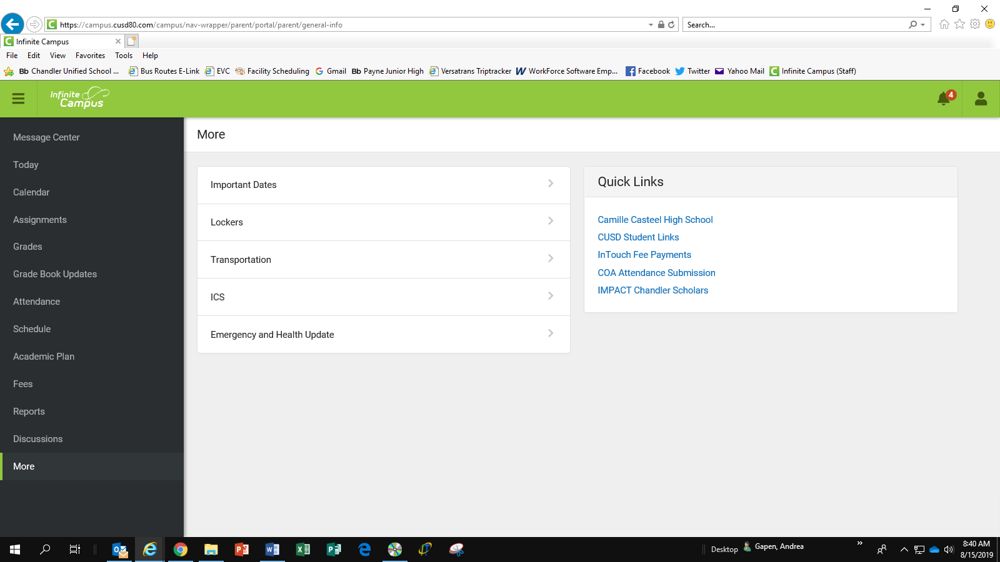 https://campus.cusd80.com/campus/nav-wrapper/parent/portal/parent/general-info
Search...
Infinite Campus
File Edit View Favorites Tools Help
Bb Chandler Unified School ... Bus Routes E-Link EVC Facility Scheduling Gmail Bb Payne Junior High Versatrans Triptracker WorkForce Software Emp... Facebook Twitter Yahoo Mail Infinite Campus (Staff)
Infinite Campus
4
Message Center
Today
Calendar
Assignments
Grades
Grade Book Updates
Attendance
Schedule
Academic Plan
Fees
Reports
Discussions
More
More
Important Dates
Lockers
Transportation
ICS
Emergency and Health Update
Quick Links
Camille Casteel High School
CUSD Student Links
InTouch Fee Payments
COA Attendance Submission
IMPACT Chandler Scholars
Desktop
Gapen, Andrea
8:40 AM
8/15/2019